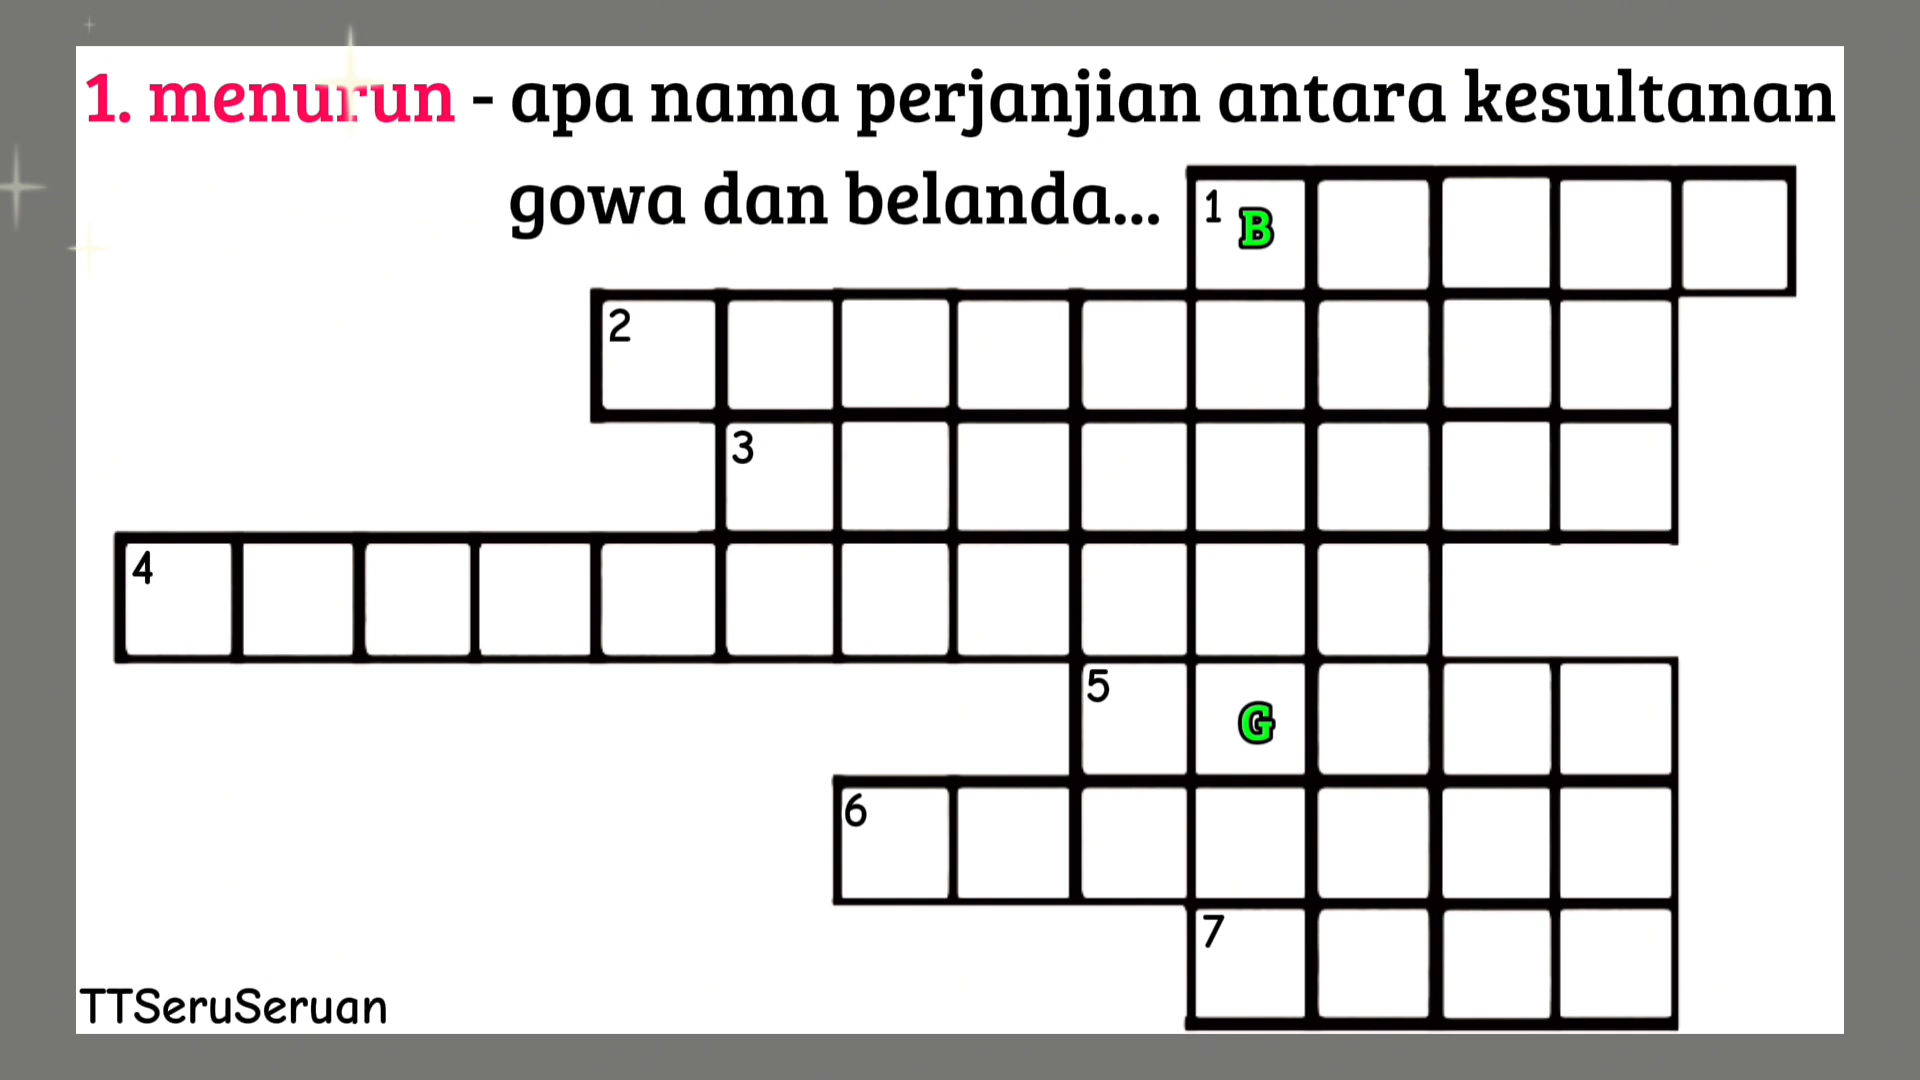 1. menurun - apa nama perjanjian antara kesultanan
gowa dan belanda...
1 B
2
3
4
5 G
6
7
TTSeruSeruan